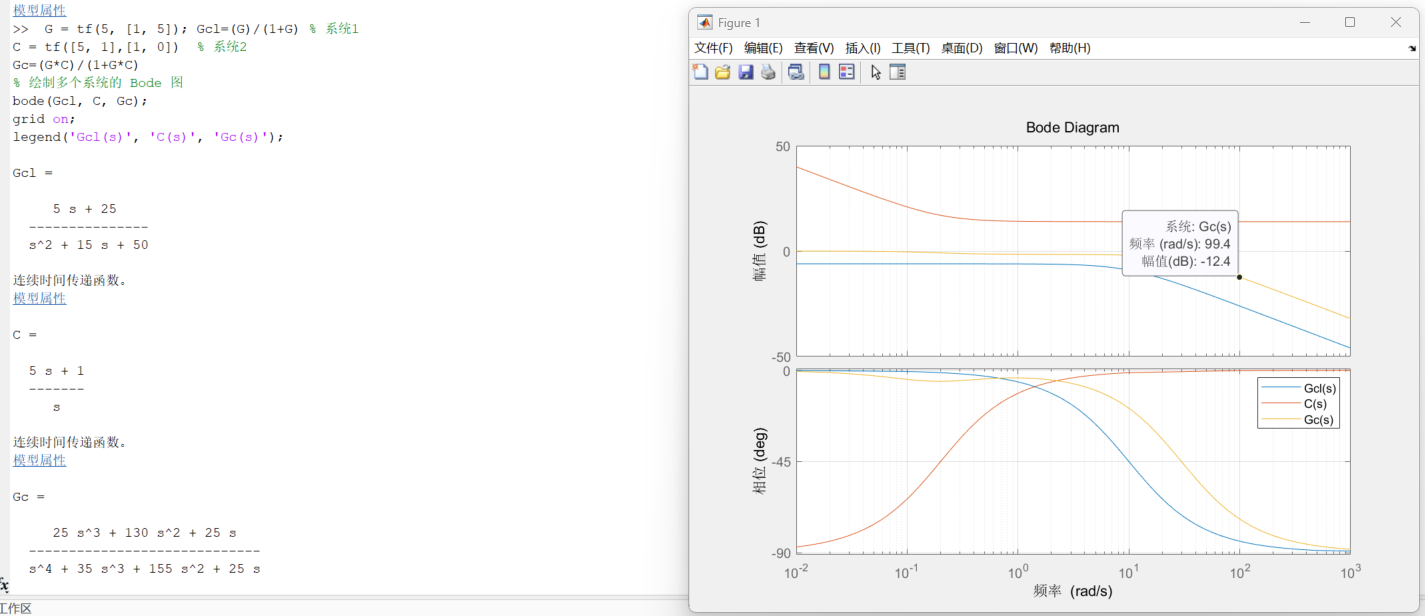 模型属性
>>  G = tf(5, [1, 5]); Gcl=(G)/(1+G) % 系统1
C = tf([5, 1],[1, 0])  % 系统2
Gc=(G*C)/(1+G*C)
% 绘制多个系统的 Bode 图
bode(Gcl, C, Gc);
grid on;
legend('Gcl(s)', 'C(s)', 'Gc(s)');
Gcl =
5 s + 25
---------------
s^2 + 15 s + 50
连续时间传递函数。
模型属性
C =
5 s + 1
-------
s
连续时间传递函数。
模型属性
Gc =
25 s^3 + 130 s^2 + 25 s
-----------------------------
s^4 + 35 s^3 + 155 s^2 + 25 s
fx
工作区
Figure 1
文件(F) 编辑(E) 查看(V) 插入(I) 工具(T) 桌面(D) 窗口(W) 帮助(H)
Bode Diagram
幅值 (dB)
50
0
-50
系统: Gc(s)
频率 (rad/s): 99.4
幅值(dB): -12.4
相位 (deg)
0
-45
-90
Gcl(s)
C(s)
Gc(s)
10^-2 10^-1 10^0 10^1 10^2 10^3
频率 (rad/s)